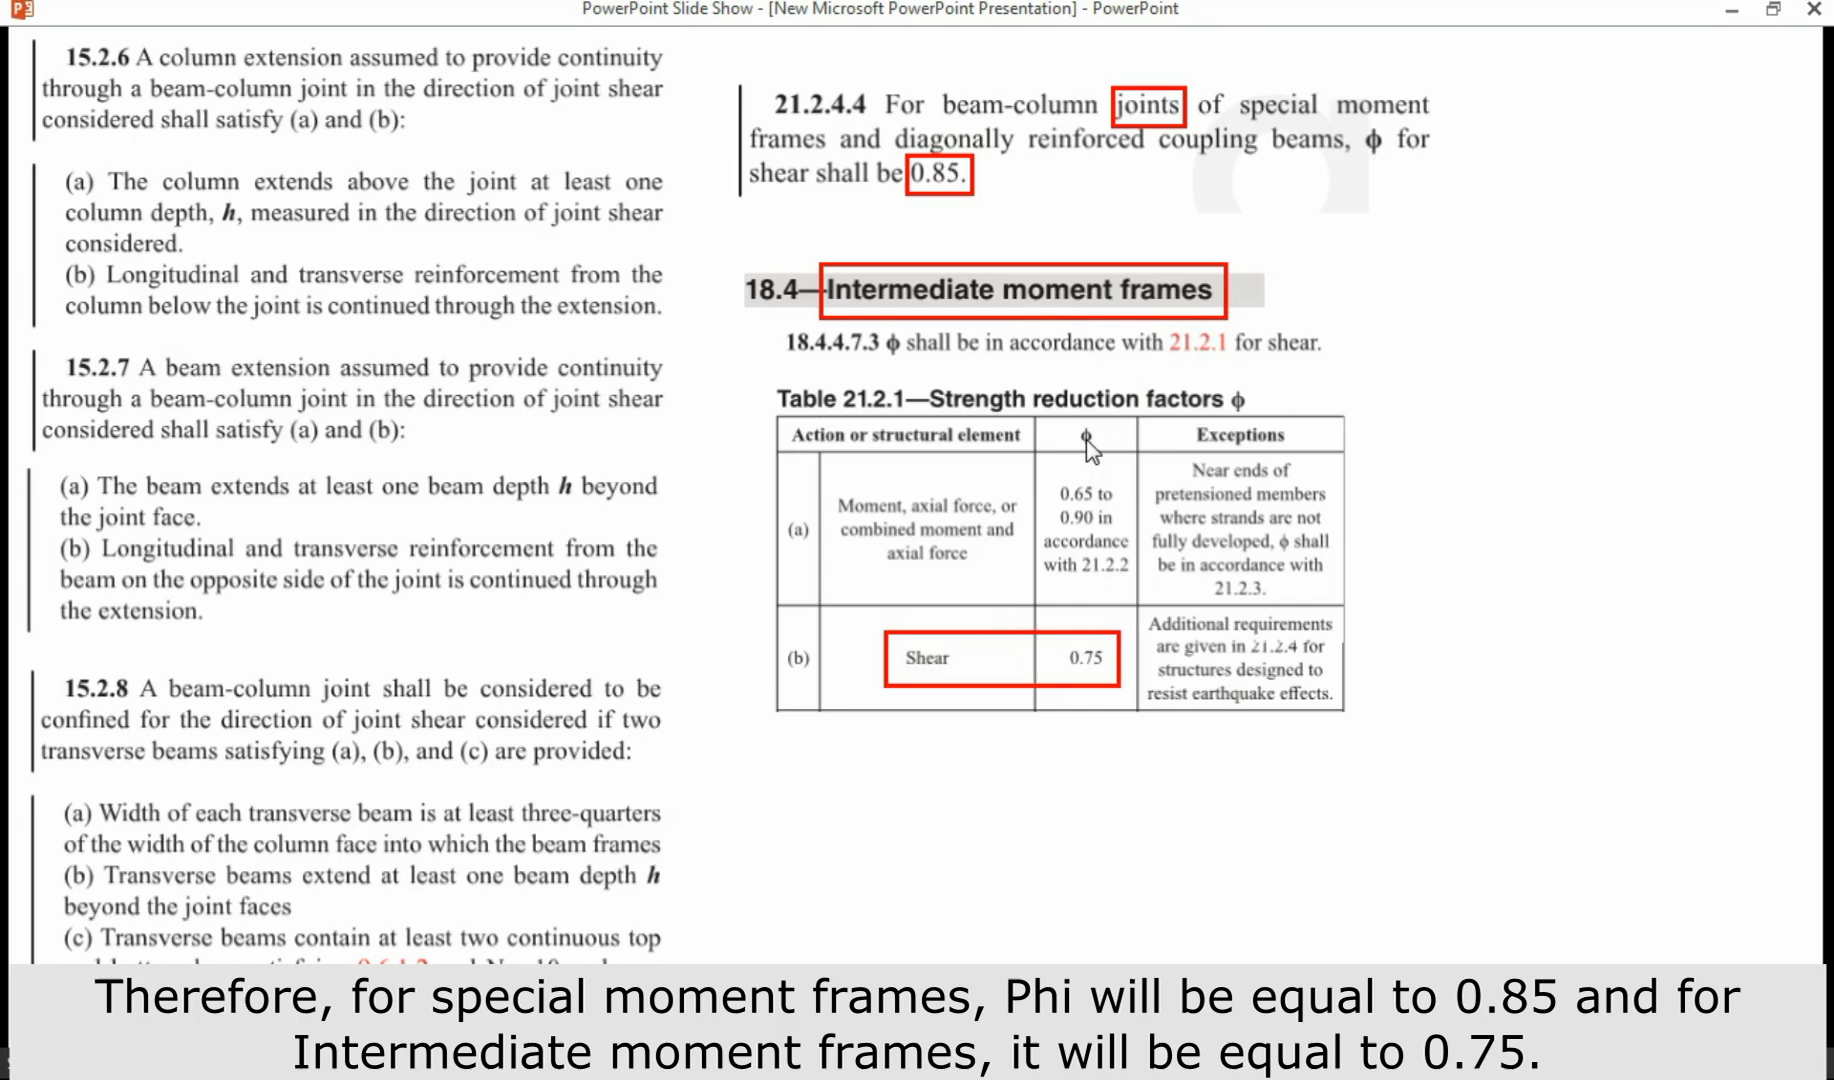 PowerPoint Slide Show - [New Microsoft PowerPoint Presentation] - PowerPoint
15.2.6 A column extension assumed to provide continuity
through a beam-column joint in the direction of joint shear
considered shall satisfy (a) and (b):
(a) The column extends above the joint at least one
column depth, h, measured in the direction of joint shear
considered.
(b) Longitudinal and transverse reinforcement from the
column below the joint is continued through the extension.
15.2.7 A beam extension assumed to provide continuity
through a beam-column joint in the direction of joint shear
considered shall satisfy (a) and (b):
(a) The beam extends at least one beam depth h beyond
the joint face.
(b) Longitudinal and transverse reinforcement from the
beam on the opposite side of the joint is continued through
the extension.
15.2.8 A beam-column joint shall be considered to be
confined for the direction of joint shear considered if two
transverse beams satisfying (a), (b), and (c) are provided:
(a) Width of each transverse beam is at least three-quarters
of the width of the column face into which the beam frames
(b) Transverse beams extend at least one beam depth h
beyond the joint faces
(c) Transverse beams contain at least two continuous top
21.2.4.4 For beam-column joints of special moment
frames and diagonally reinforced coupling beams, ϕ for
shear shall be 0.85.
18.4—Intermediate moment frames
18.4.4.7.3 ϕ shall be in accordance with 21.2.1 for shear.
Table 21.2.1—Strength reduction factors ϕ
Action or structural element ϕ Exceptions
(a) Moment, axial force, or
combined moment and
axial force
0.65 to
0.90 in
accordance
with 21.2.2
Near ends of
pretensioned members
where strands are not
fully developed, ϕ shall
be in accordance with
21.2.3.
(b) Shear 0.75
Additional requirements
are given in 21.2.4 for
structures designed to
resist earthquake effects.
Therefore, for special moment frames, Phi will be equal to 0.85 and for
Intermediate moment frames, it will be equal to 0.75.